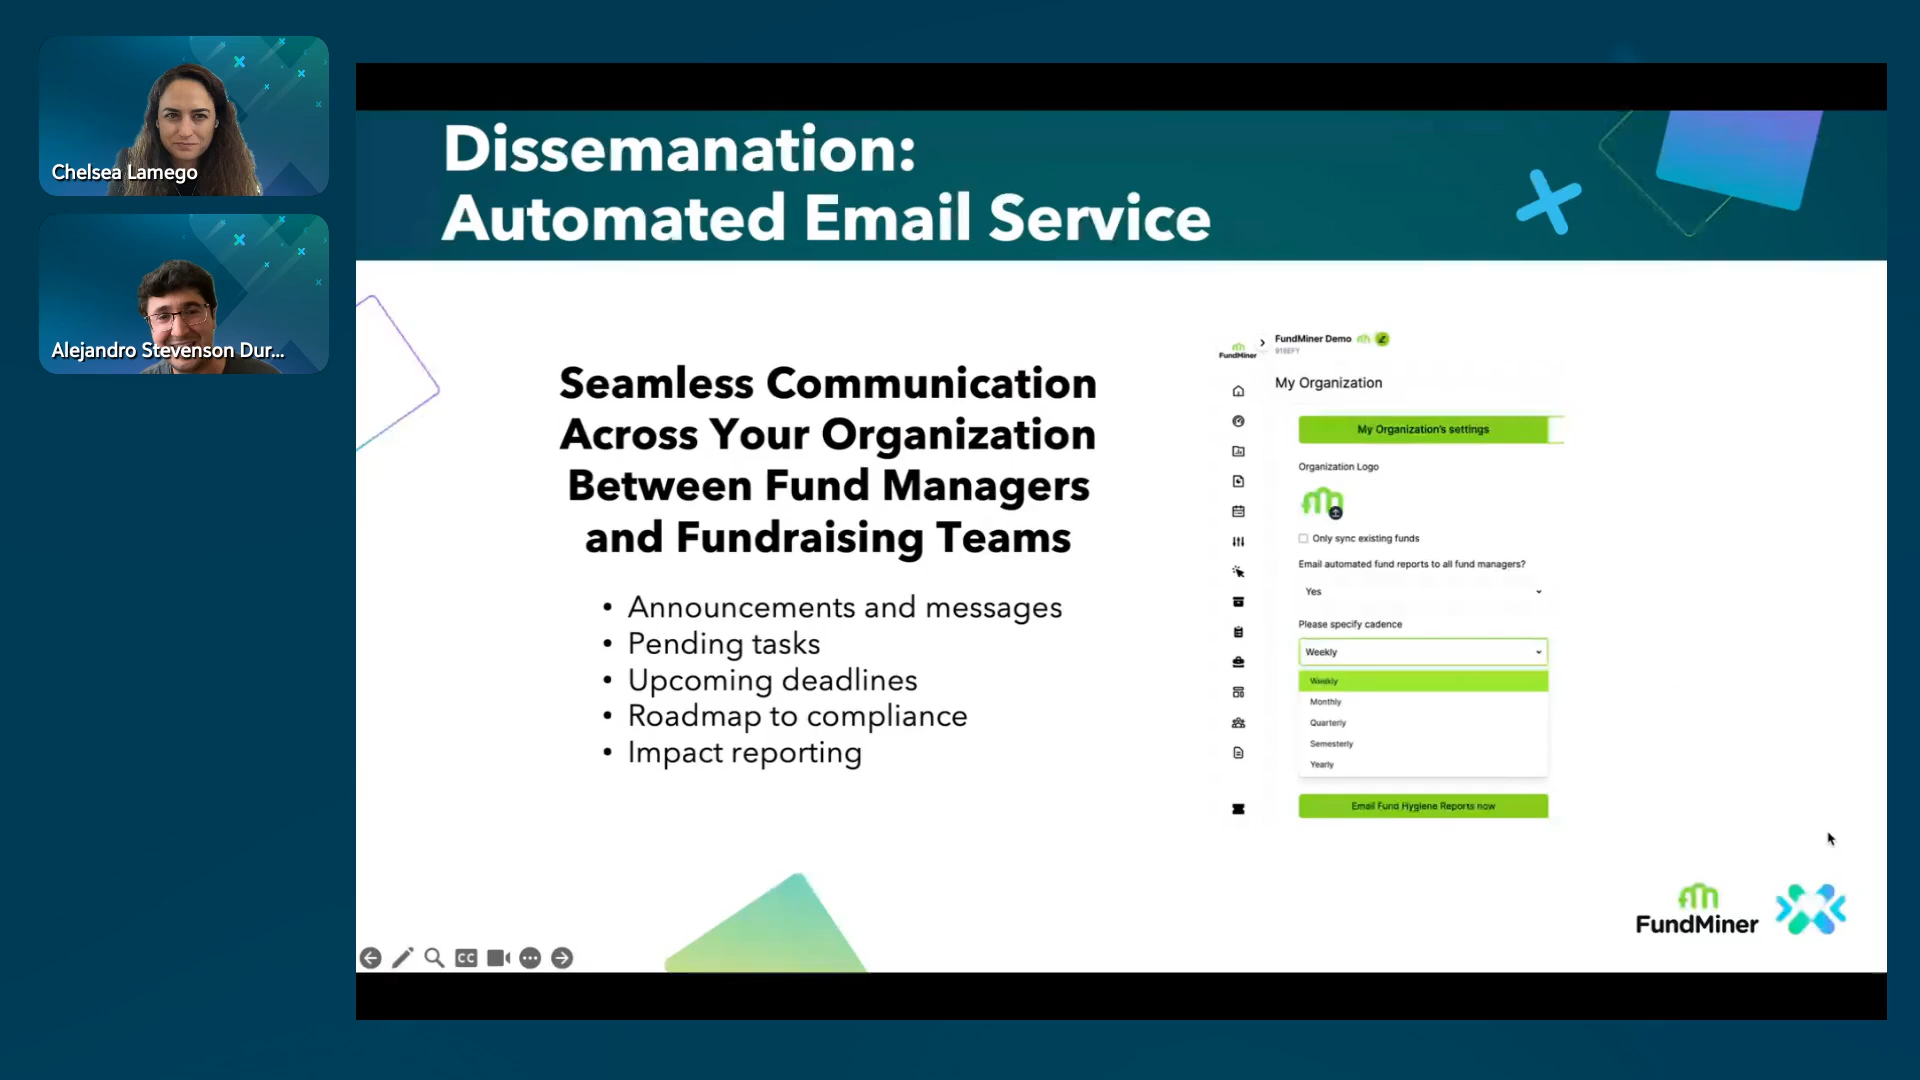 Chelsea Lamego
Alejandro Stevenson Dur...
Dissemanation:
Automated Email Service
Seamless Communication
Across Your Organization
Between Fund Managers
and Fundraising Teams
• Announcements and messages
• Pending tasks
• Upcoming deadlines
• Roadmap to compliance
• Impact reporting
FundMiner
FundMiner Demo
918EFY
My Organization
My Organization's settings
Organization Logo
Only sync existing funds
Email automated fund reports to all fund managers?
Yes
Please specify cadence
Weekly
Weekly
Monthly
Quarterly
Semesterly
Yearly
Email Fund Hygiene Reports now
FundMiner
CC